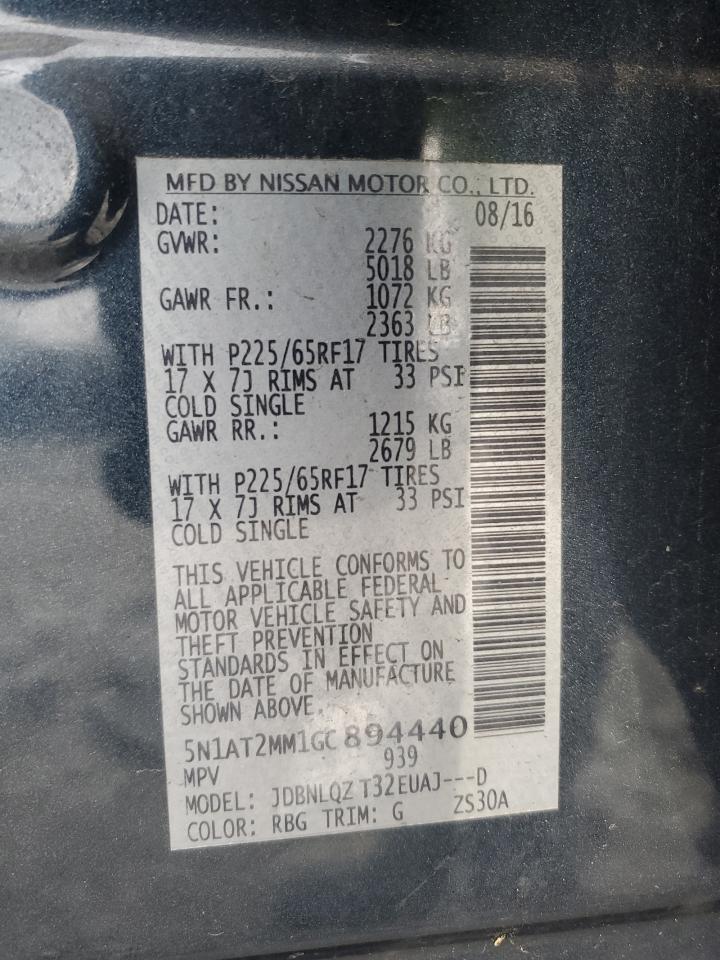 MFD BY NISSAN MOTOR CO., LTD.
DATE: 08/16
GVWR: 2276 KG
5018 LB
GAWR FR.: 1072 KG
2363 LB
WITH P225/65RF17 TIRES
17 X 7J RIMS AT 33 PSI
COLD SINGLE
GAWR RR.: 1215 KG
2679 LB
WITH P225/65RF17 TIRES
17 X 7J RIMS AT 33 PSI
COLD SINGLE
THIS VEHICLE CONFORMS TO
ALL APPLICABLE FEDERAL
MOTOR VEHICLE SAFETY AND
THEFT PREVENTION
STANDARDS IN EFFECT ON
THE DATE OF MANUFACTURE
SHOWN ABOVE.
5N1AT2MM1GC894440
MPV 939
MODEL: JDBNLQZ T32EUAJ---D
COLOR: RBG TRIM: G ZS30A